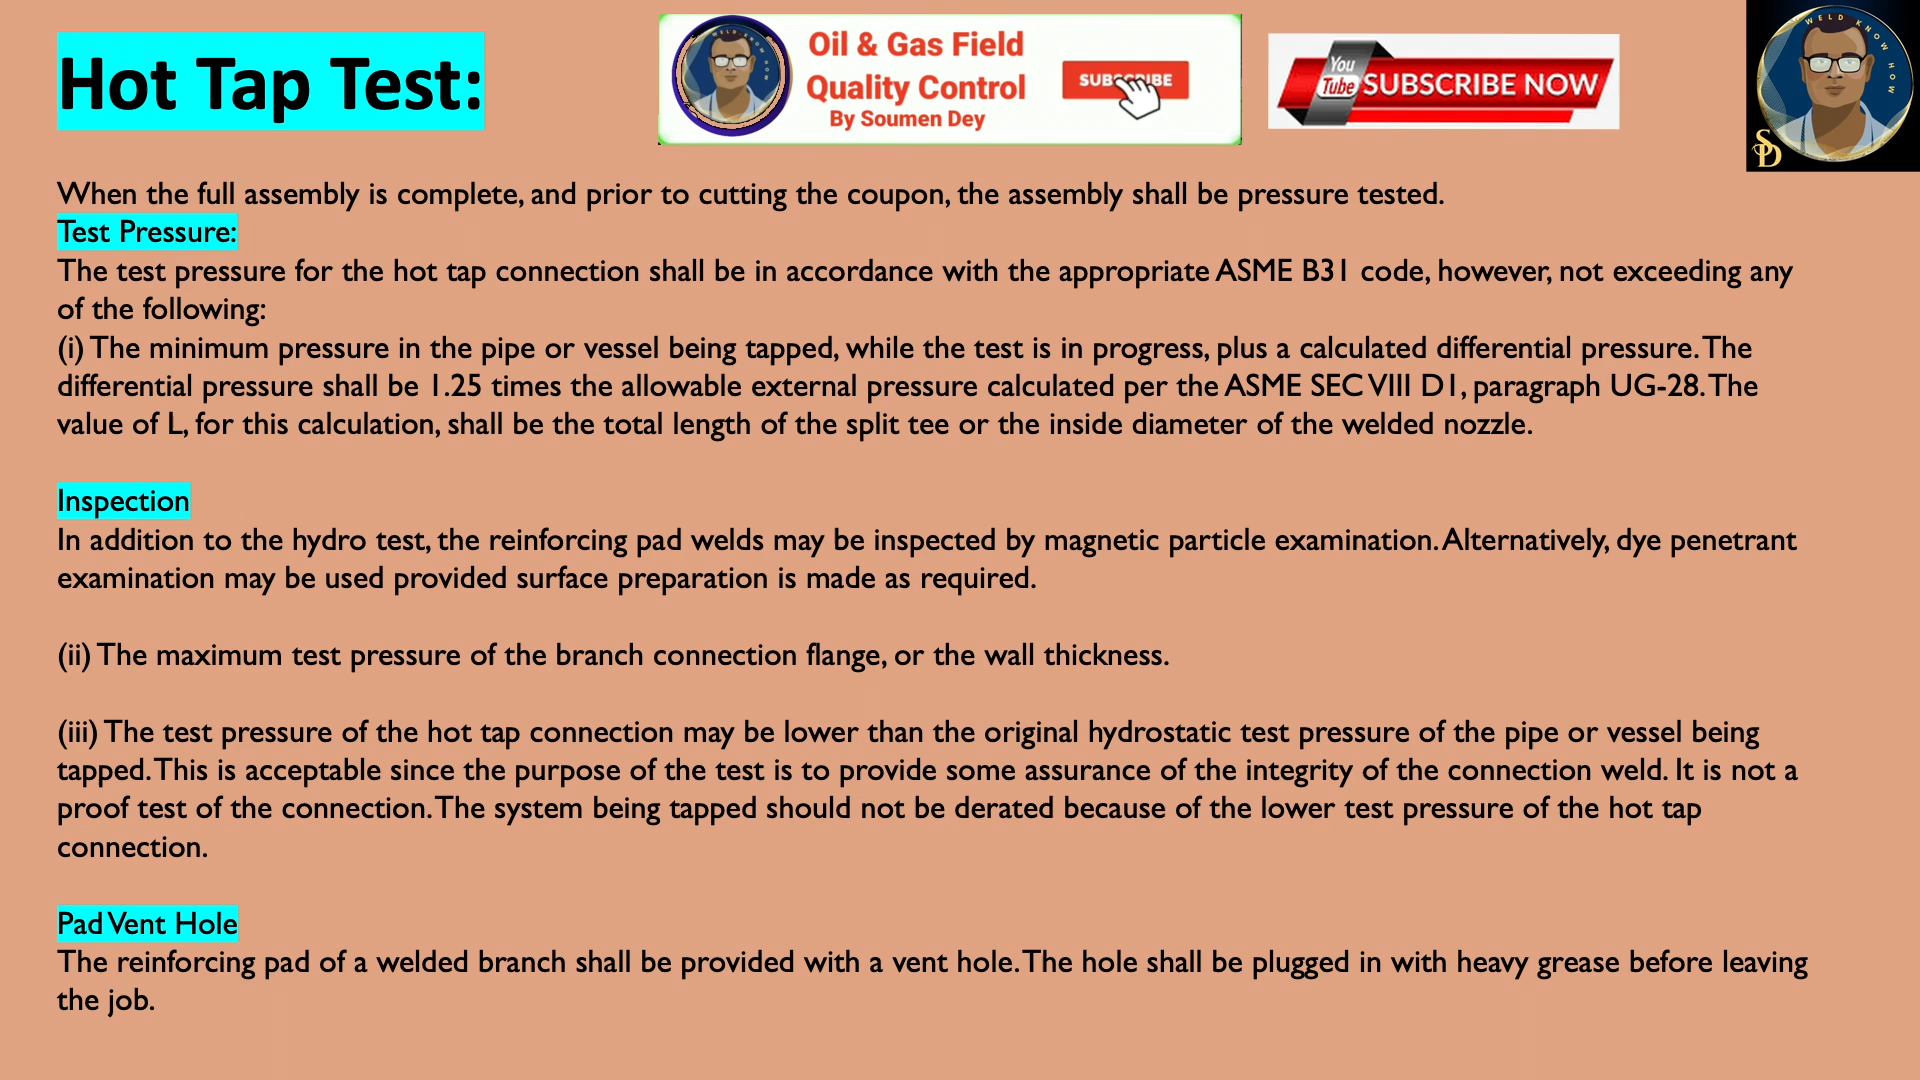 Hot Tap Test:
Oil & Gas Field
Quality Control
By Soumen Dey
SUBSCRIBE
You
Tube SUBSCRIBE NOW
WELD KNOW HOW
SD
When the full assembly is complete, and prior to cutting the coupon, the assembly shall be pressure tested.
Test Pressure:
The test pressure for the hot tap connection shall be in accordance with the appropriate ASME B31 code, however, not exceeding any
of the following:
(i) The minimum pressure in the pipe or vessel being tapped, while the test is in progress, plus a calculated differential pressure. The
differential pressure shall be 1.25 times the allowable external pressure calculated per the ASME SEC VIII D1, paragraph UG-28. The
value of L, for this calculation, shall be the total length of the split tee or the inside diameter of the welded nozzle.
Inspection
In addition to the hydro test, the reinforcing pad welds may be inspected by magnetic particle examination. Alternatively, dye penetrant
examination may be used provided surface preparation is made as required.
(ii) The maximum test pressure of the branch connection flange, or the wall thickness.
(iii) The test pressure of the hot tap connection may be lower than the original hydrostatic test pressure of the pipe or vessel being
tapped. This is acceptable since the purpose of the test is to provide some assurance of the integrity of the connection weld. It is not a
proof test of the connection. The system being tapped should not be derated because of the lower test pressure of the hot tap
connection.
Pad Vent Hole
The reinforcing pad of a welded branch shall be provided with a vent hole. The hole shall be plugged in with heavy grease before leaving
the job.